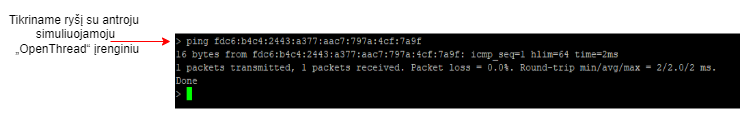 Tikriname ryšį su antruoju
simuliuojamoju
„OpenThread" įrenginiu
> ping fdc6:b4c4:2443:a377:aac7:797a:4cf:7a9f
16 bytes from fdc6:b4c4:2443:a377:aac7:797a:4cf:7a9f: icmp_seq=1 hlim=64 time=2ms
1 packets transmitted, 1 packets received. Packet loss = 0.0%. Round-trip min/avg/max = 2/2.0/2 ms.
Done
>